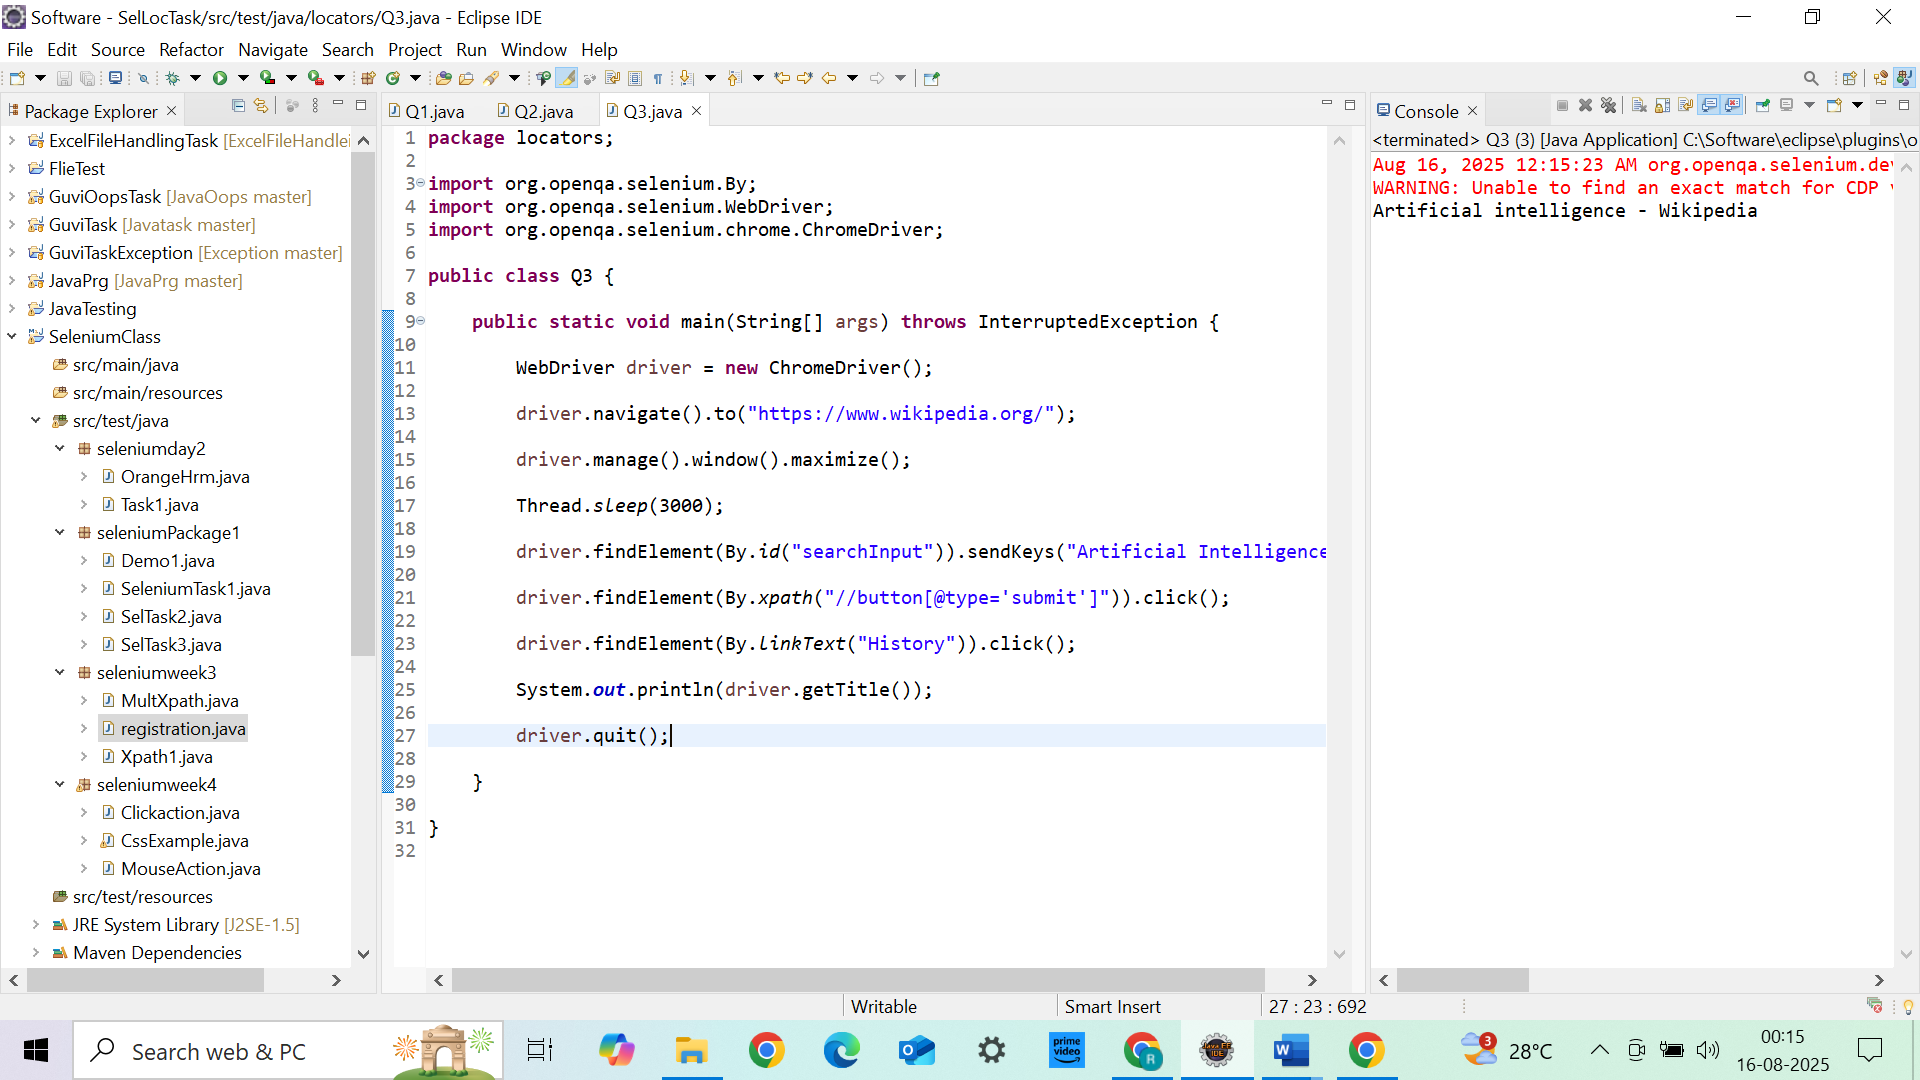 Software - SelLocTask/src/test/java/locators/Q3.java - Eclipse IDE
File Edit Source Refactor Navigate Search Project Run Window Help
Package Explorer
ExcelFileHandlingTask [ExcelFileHandlei
FlieTest
GuviOopsTask [JavaOops master]
GuviTask [Javatask master]
GuviTaskException [Exception master]
JavaPrg [JavaPrg master]
JavaTesting
SeleniumClass
src/main/java
src/main/resources
src/test/java
seleniumday2
OrangeHrm.java
Task1.java
seleniumPackage1
Demo1.java
SeleniumTask1.java
SelTask2.java
SelTask3.java
seleniumweek3
MultXpath.java
registration.java
Xpath1.java
seleniumweek4
Clickaction.java
CssExample.java
MouseAction.java
src/test/resources
JRE System Library [J2SE-1.5]
Maven Dependencies
Q1.java Q2.java Q3.java
1 package locators;
2
3 import org.openqa.selenium.By;
4 import org.openqa.selenium.WebDriver;
5 import org.openqa.selenium.chrome.ChromeDriver;
6
7 public class Q3 {
8
9 public static void main(String[] args) throws InterruptedException {
10
11 WebDriver driver = new ChromeDriver();
12
13 driver.navigate().to("https://www.wikipedia.org/");
14
15 driver.manage().window().maximize();
16
17 Thread.sleep(3000);
18
19 driver.findElement(By.id("searchInput")).sendKeys("Artificial Intelligence
20
21 driver.findElement(By.xpath("//button[@type='submit']")).click();
22
23 driver.findElement(By.linkText("History")).click();
24
25 System.out.println(driver.getTitle());
26
27 driver.quit();
28
29 }
30
31 }
32
Console
<terminated> Q3 (3) [Java Application] C:\Software\eclipse\plugins\o
Aug 16, 2025 12:15:23 AM org.openqa.selenium.dev
WARNING: Unable to find an exact match for CDP v
Artificial intelligence - Wikipedia
Writable Smart Insert 27 : 23 : 692
Search web & PC
prime video
R
Java EE IDE
W
3
28°C
00:15
16-08-2025